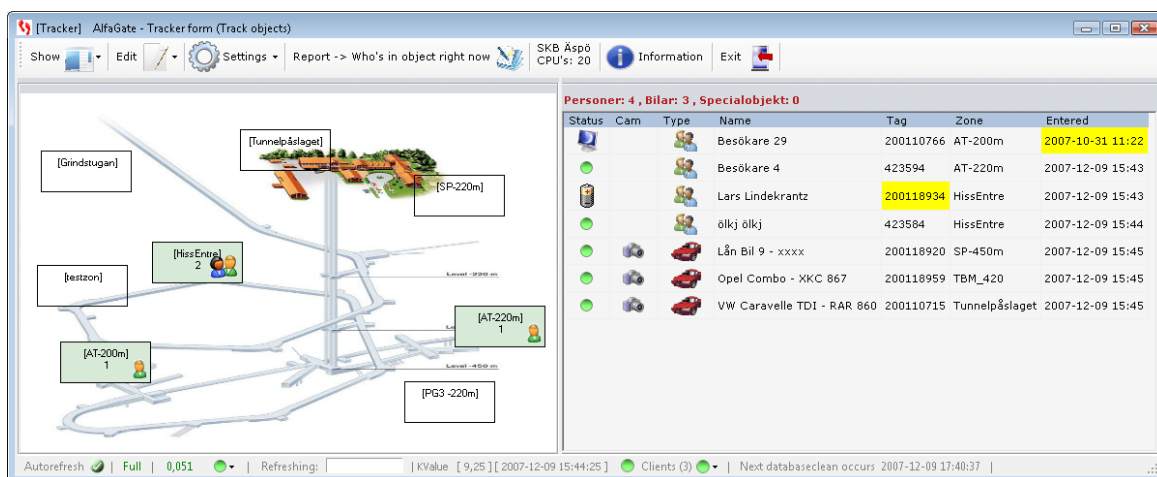 [Tracker] AlfaGate - Tracker form (Track objects)
Show Edit Settings Report -> Who's in object right now SKB Äspö CPU's: 20 Information Exit
Personer: 4 , Bilar: 3 , Specialobjekt: 0
Status Cam Type Name Tag Zone Entered
Besökare 29 200110766 AT-200m 2007-10-31 11:22
Besökare 4 423594 AT-220m 2007-12-09 15:43
Lars Lindekrantz 200118934 HissEntre 2007-12-09 15:43
ölkj ölkj 423584 HissEntre 2007-12-09 15:44
Lån Bil 9 - xxxx 200118920 SP-450m 2007-12-09 15:45
Opel Combo - XKC 867 200118959 TBM_420 2007-12-09 15:45
VW Caravelle TDI - RAR 860 200110715 Tunnelpåslaget 2007-12-09 15:45
[Tunnelpåslaget]
[Grindstugan]
[SP-220m]
[HissEntre]
2
[testzon]
Level -220 m
[AT-220m]
1
[AT-200m]
1
Level -450 m
[PG3 -220m]
Autorefresh | Full | 0,051 | Refreshing: | KValue [ 9,25 ] [ 2007-12-09 15:44:25 ] Clients (3) | Next databaseclean occurs 2007-12-09 17:40:37 |